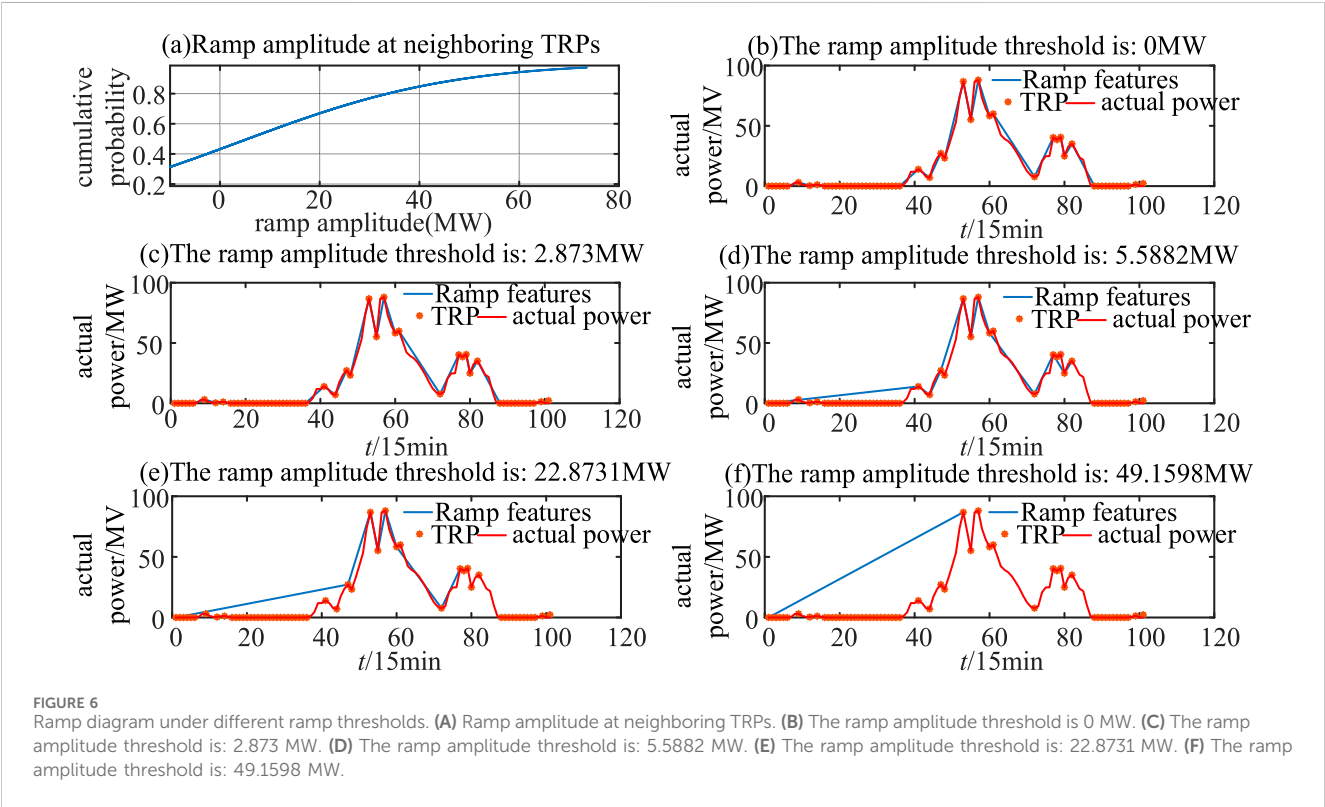 (a)Ramp amplitude at neighboring TRPs
cumulative
probability
0.8
0.6
0.4
0.2
0 20 40 60 80
ramp amplitude(MW)
(b)The ramp amplitude threshold is: 0MW
actual
power/MV
100
50
0
Ramp features
TRP actual power
0 20 40 60 80 100 120
t/15min
(c)The ramp amplitude threshold is: 2.873MW
actual
power/MW
100
50
0
Ramp features
TRP actual power
0 20 40 60 80 100 120
t/15min
(d)The ramp amplitude threshold is: 5.5882MW
actual
power/MW
100
50
0
Ramp features
TRP actual power
0 20 40 60 80 100 120
t/15min
(e)The ramp amplitude threshold is: 22.8731MW
actual
power/MV
100
50
0
Ramp features
TRP actual power
0 20 40 60 80 100 120
t/15min
(f)The ramp amplitude threshold is: 49.1598MW
actual
power/MW
100
50
0
Ramp features
TRP actual power
0 20 40 60 80 100 120
t/15min
FIGURE 6
Ramp diagram under different ramp thresholds. (A) Ramp amplitude at neighboring TRPs. (B) The ramp amplitude threshold is 0 MW. (C) The ramp
amplitude threshold is: 2.873 MW. (D) The ramp amplitude threshold is: 5.5882 MW. (E) The ramp amplitude threshold is: 22.8731 MW. (F) The ramp
amplitude threshold is: 49.1598 MW.